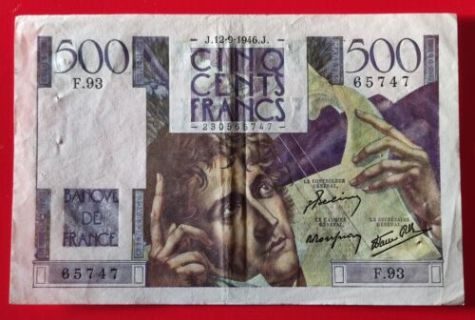 500
J.12-9-1946.J.
500
F.93
CINQ
CENTS
FRANCS
65747
230565747
LE CONTROLEUR
GÉNÉRAL,
BANQUE
DE
FRANCE
LE CAISSIER
GÉNÉRAL,
LE SECRÉTAIRE
GÉNÉRAL,
65747
F.93